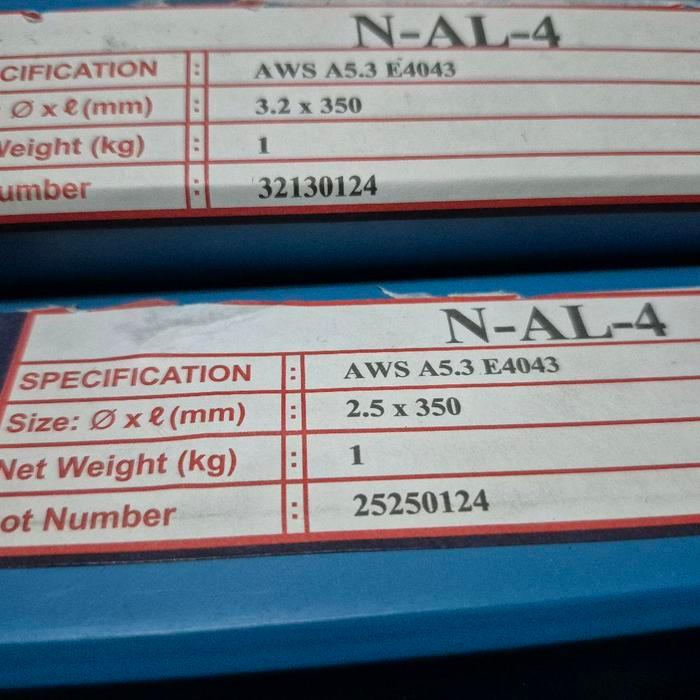 N-AL-4
CIFICATION : AWS A5.3 E4043
Ø x ℓ (mm) : 3.2 x 350
Weight (kg) : 1
umber : 32130124
N-AL-4
SPECIFICATION : AWS A5.3 E4043
Size: Ø x ℓ (mm) : 2.5 x 350
Net Weight (kg) : 1
ot Number : 25250124